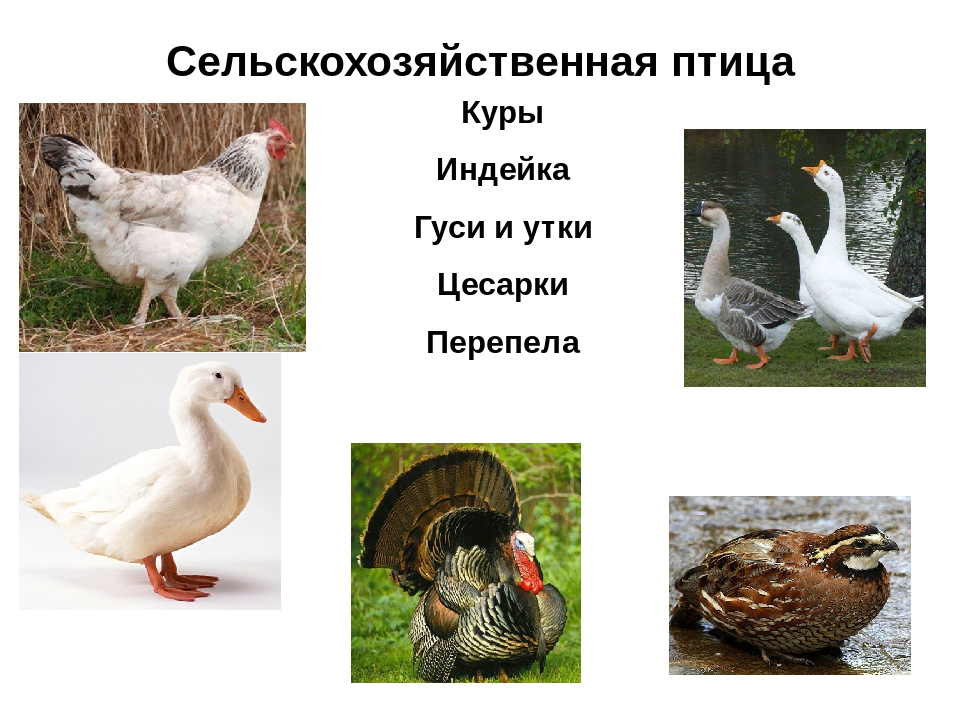 Сельскохозяйственная птица
Куры
Индейка
Гуси и утки
Цесарки
Перепела